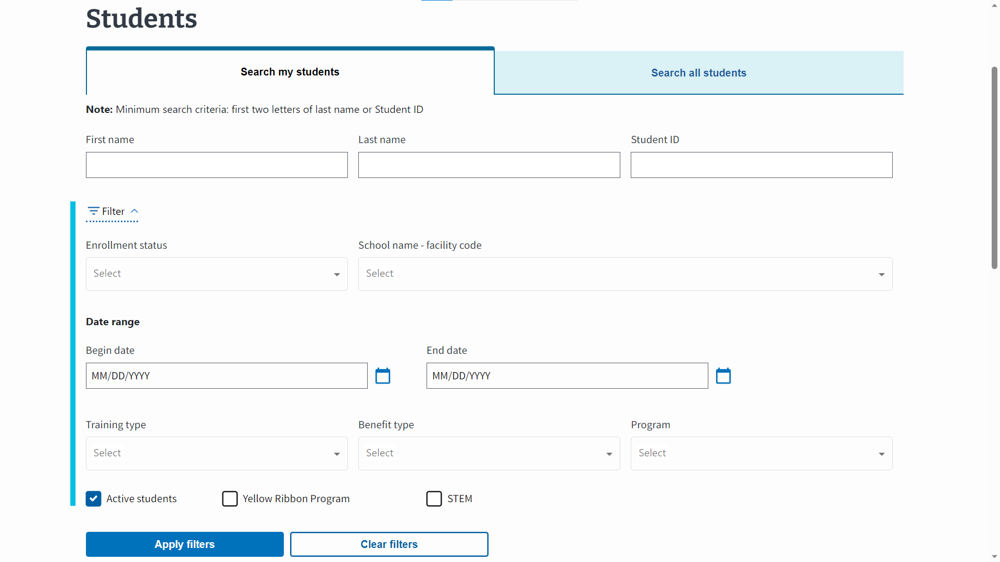 Students
Search my students
Search all students
Note: Minimum search criteria: first two letters of last name or Student ID
First name
Last name
Student ID
Filter
Enrollment status
School name - facility code
Select
Select
Date range
Begin date
End date
MM/DD/YYYY
MM/DD/YYYY
Training type
Benefit type
Program
Select
Select
Select
Active students
Yellow Ribbon Program
STEM
Apply filters
Clear filters